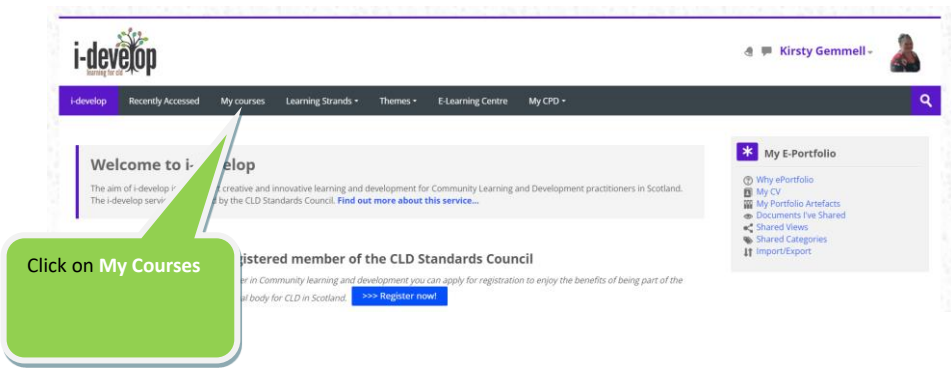 i-develop
learning for cld
Kirsty Gemmell
i-develop Recently Accessed My courses Learning Strands Themes E-Learning Centre My CPD
Welcome to i- elop
The aim of i-develop i t creative and innovative learning and development for Community Learning and Development practitioners in Scotland.
The i-develop servi d by the CLD Standards Council. Find out more about this service...
My E-Portfolio
Why ePortfolio
My CV
My Portfolio Artefacts
Documents I've Shared
Shared Views
Shared Categories
Import/Export
Click on My Courses
istered member of the CLD Standards Council
er in Community learning and development you can apply for registration to enjoy the benefits of being part of the
al body for CLD in Scotland. >>> Register now!